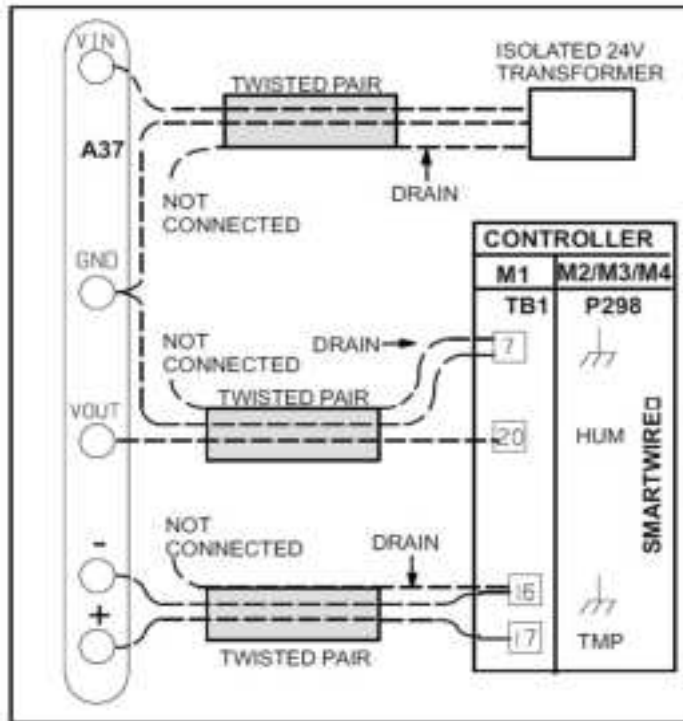 VIN
ISOLATED 24V
TRANSFORMER
TWISTED PAIR
A37
NOT
CONNECTED
DRAIN
CONTROLLER
M1 M2/M3/M4
TB1 P298
GND
NOT
CONNECTED
DRAIN
7
TWISTED PAIR
VOUT
20 HUM
SMARTWIRE□
NOT
CONNECTED
DRAIN
-
16
+
17 TMP
TWISTED PAIR